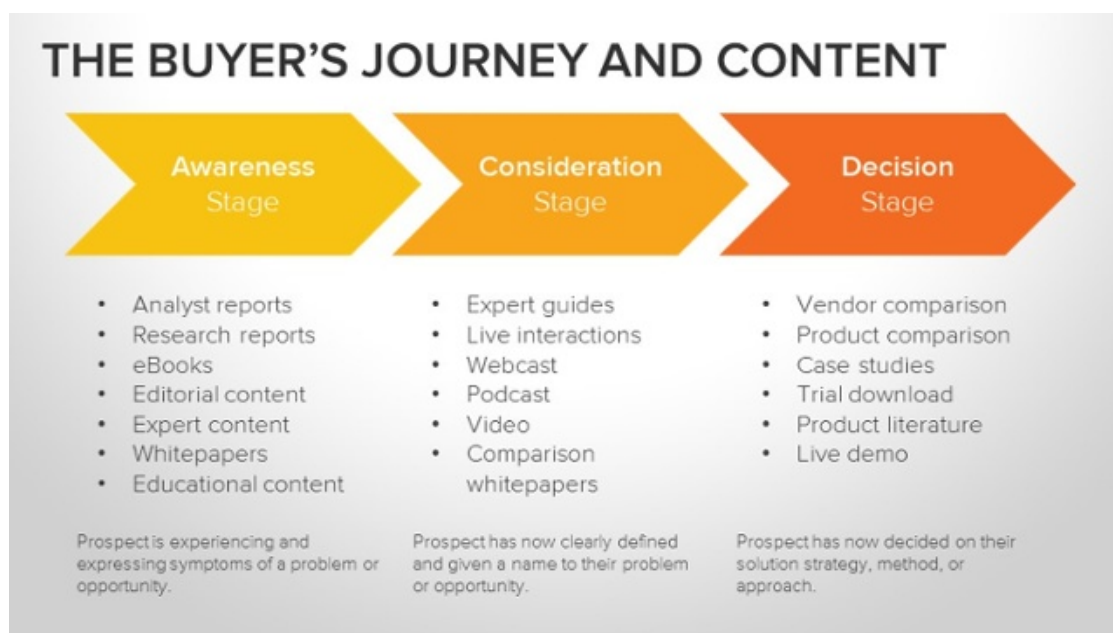 THE BUYER'S JOURNEY AND CONTENT
Awareness
Stage
Consideration
Stage
Decision
Stage
• Analyst reports
• Research reports
• eBooks
• Editorial content
• Expert content
• Whitepapers
• Educational content
• Expert guides
• Live interactions
• Webcast
• Podcast
• Video
• Comparison
whitepapers
• Vendor comparison
• Product comparison
• Case studies
• Trial download
• Product literature
• Live demo
Prospect is experiencing and
expressing symptoms of a problem or
opportunity.
Prospect has now clearly defined
and given a name to their problem
or opportunity.
Prospect has now decided on their
solution strategy, method, or
approach.